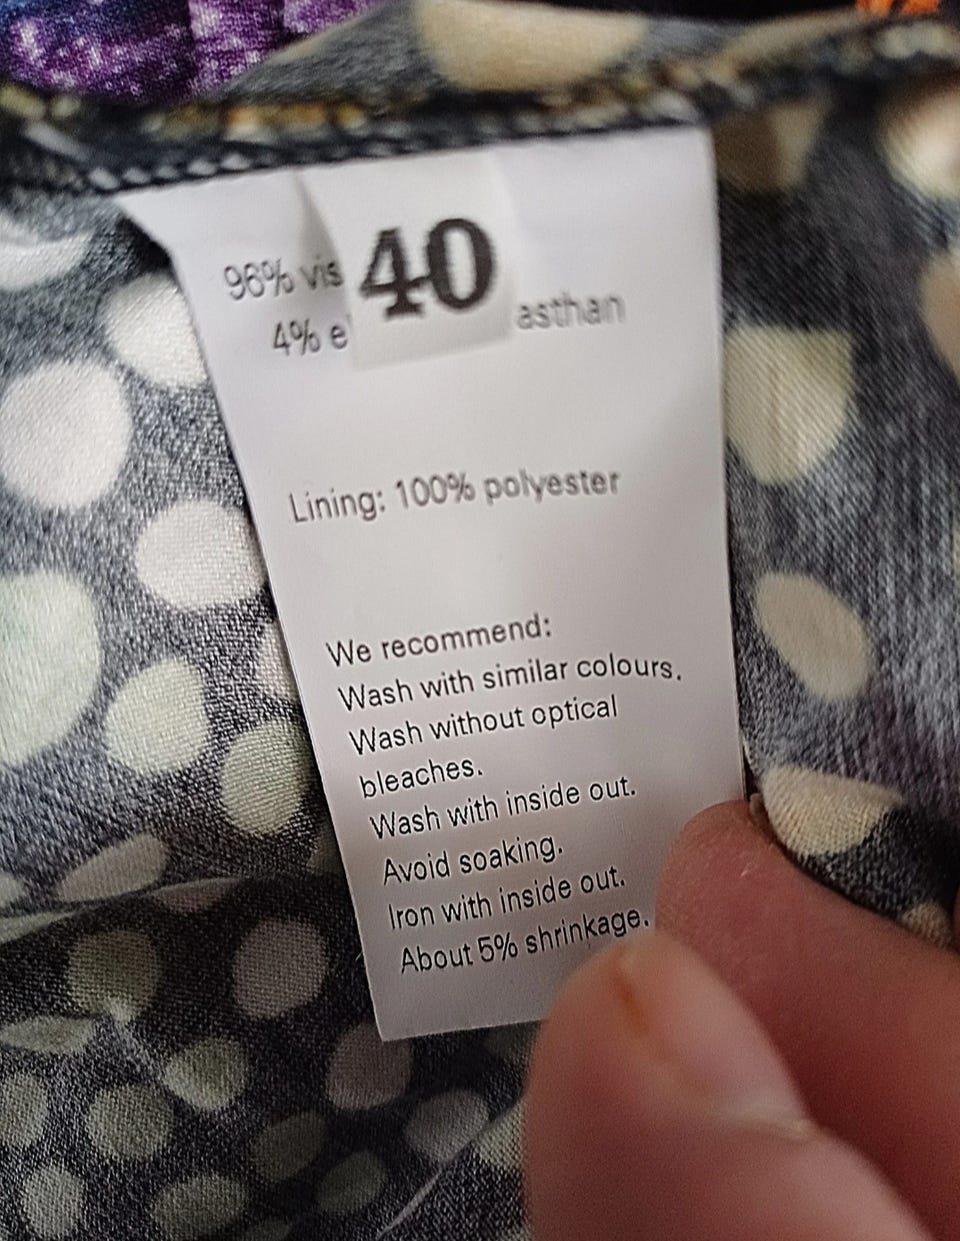 40
96% vis
4% e asthan
Lining: 100% polyester
We recommend:
Wash with similar colours.
Wash without optical
bleaches.
Wash with inside out.
Avoid soaking.
Iron with inside out.
About 5% shrinkage.